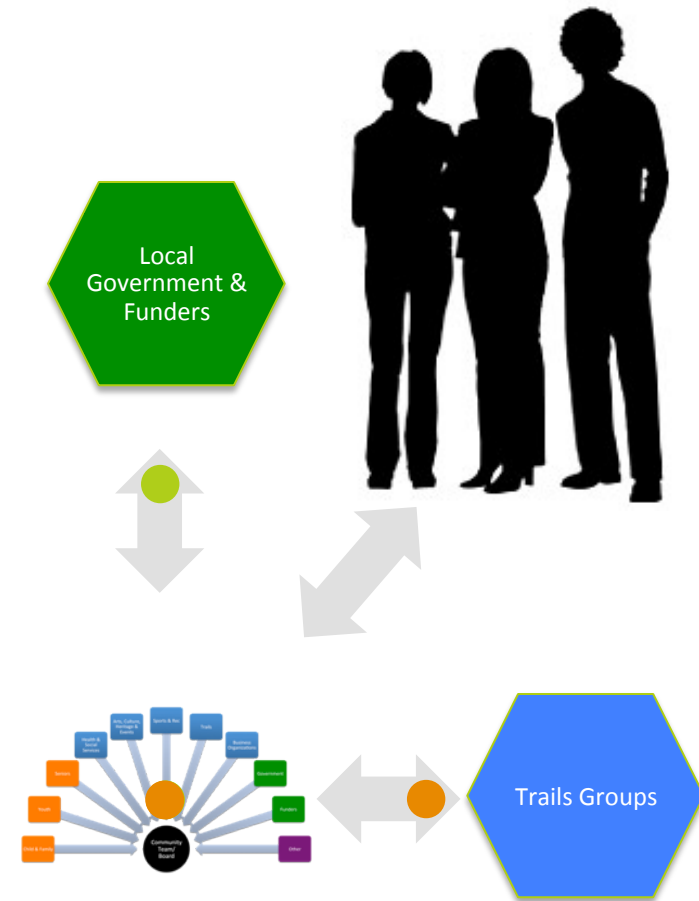 Local
Government &
Funders
Arts, Culture,
Heritage &
Events
Sports & Rec
Trails
Health &
Social
Services
Business
Organizations
Seniors
Government
Youth
Funders
Child & Family
Community
Team/
Board
Other
Trails Groups